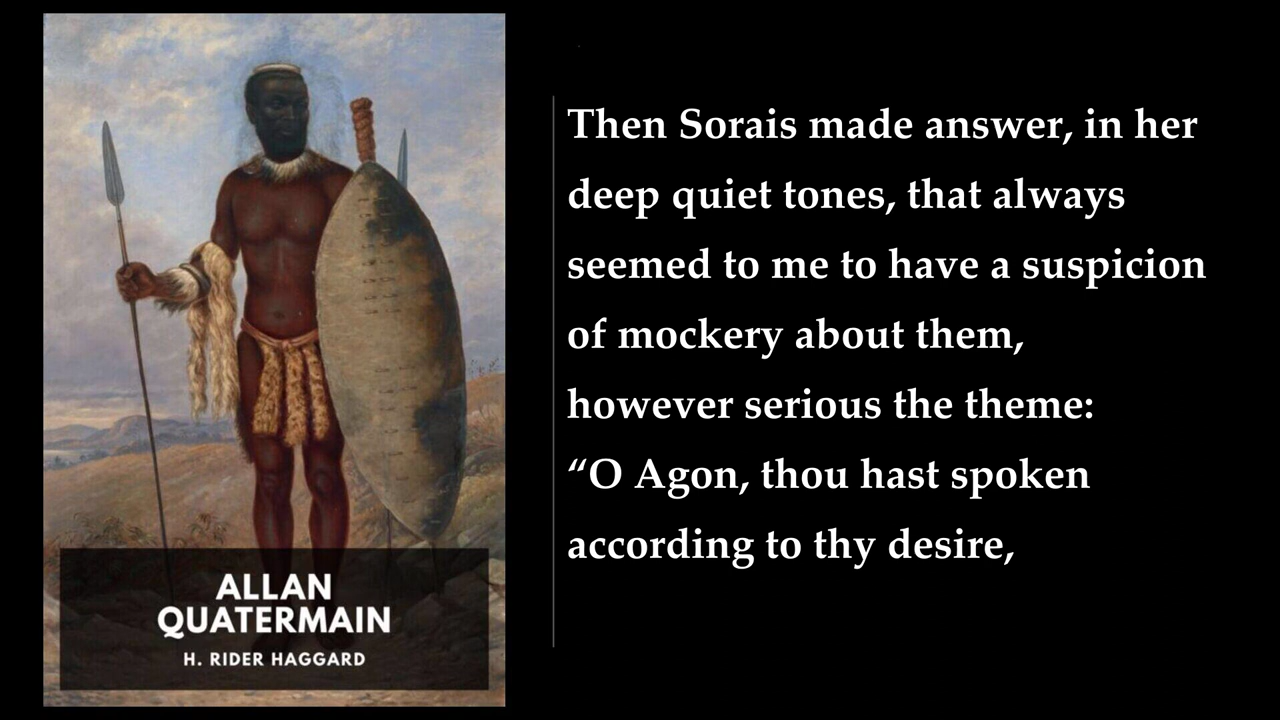 ALLAN
QUATERMAIN
H. RIDER HAGGARD
Then Sorais made answer, in her
deep quiet tones, that always
seemed to me to have a suspicion
of mockery about them,
however serious the theme:
“O Agon, thou hast spoken
according to thy desire,